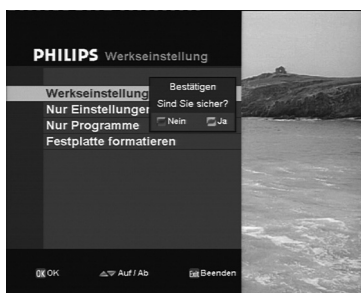 PHILIPS Werkseinstellung
Werkseinstellung
Nur Einstellungen
Nur Programme
Festplatte formatieren
Bestätigen
Sind Sie sicher?
Nein Ja
OK OK Auf / Ab Exit Beenden